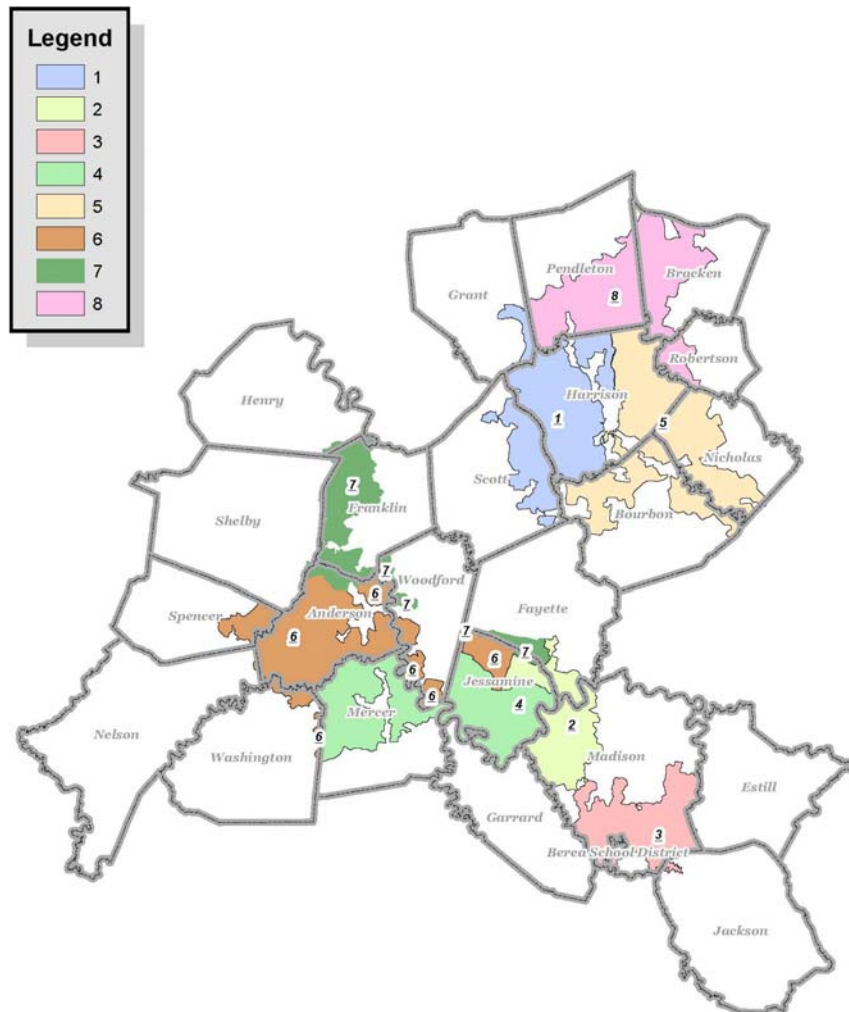 Legend
1
2
3
4
5
6
7
8
Pendleton
Bracken
Grant
8
Robertson
Harrison
Henry
1
5
Nicholas
Scott
7
Franklin
Shelby
Bourbon
7
Woodford
6
7
Spencer
Anderson
Fayette
6
7
6
7
6
Jessamine
6
4
Mercer
2
Nelson
6
Washington
Madison
Estill
Garrard
3
Berea School District
Jackson